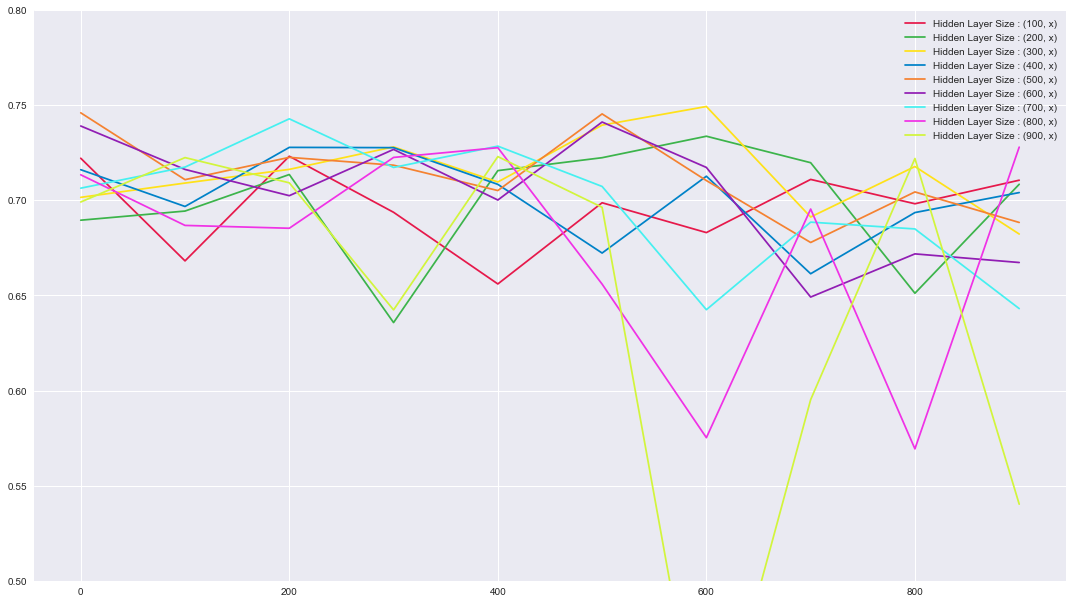 0.80
0.75
0.70
0.65
0.60
0.55
0.50
0
200
400
600
800
Hidden Layer Size : (100, x)
Hidden Layer Size : (200, x)
Hidden Layer Size : (300, x)
Hidden Layer Size : (400, x)
Hidden Layer Size : (500, x)
Hidden Layer Size : (600, x)
Hidden Layer Size : (700, x)
Hidden Layer Size : (800, x)
Hidden Layer Size : (900, x)